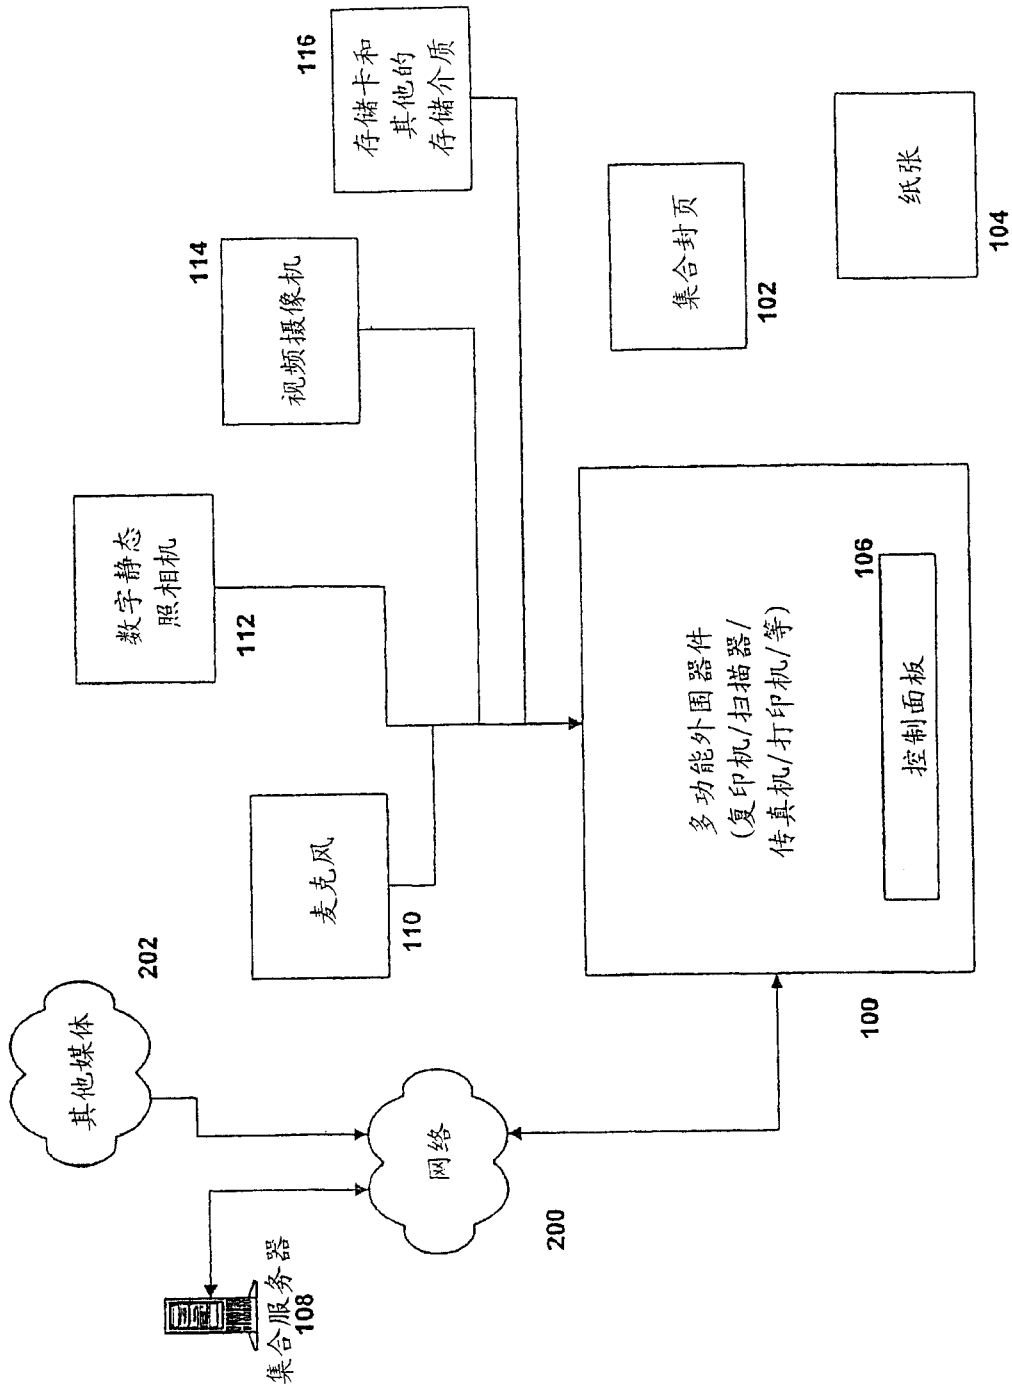 集合服务器
108
其他媒体
202
网络
200
麦克风
110
数字静态
照相机
112
视频摄像机
114
存储卡和
其他的
存储介质
116
多功能外围器件
(复印机/扫描器/
传真机/打印机/等)
控制面板
106
100
集合封页
102
纸张
104